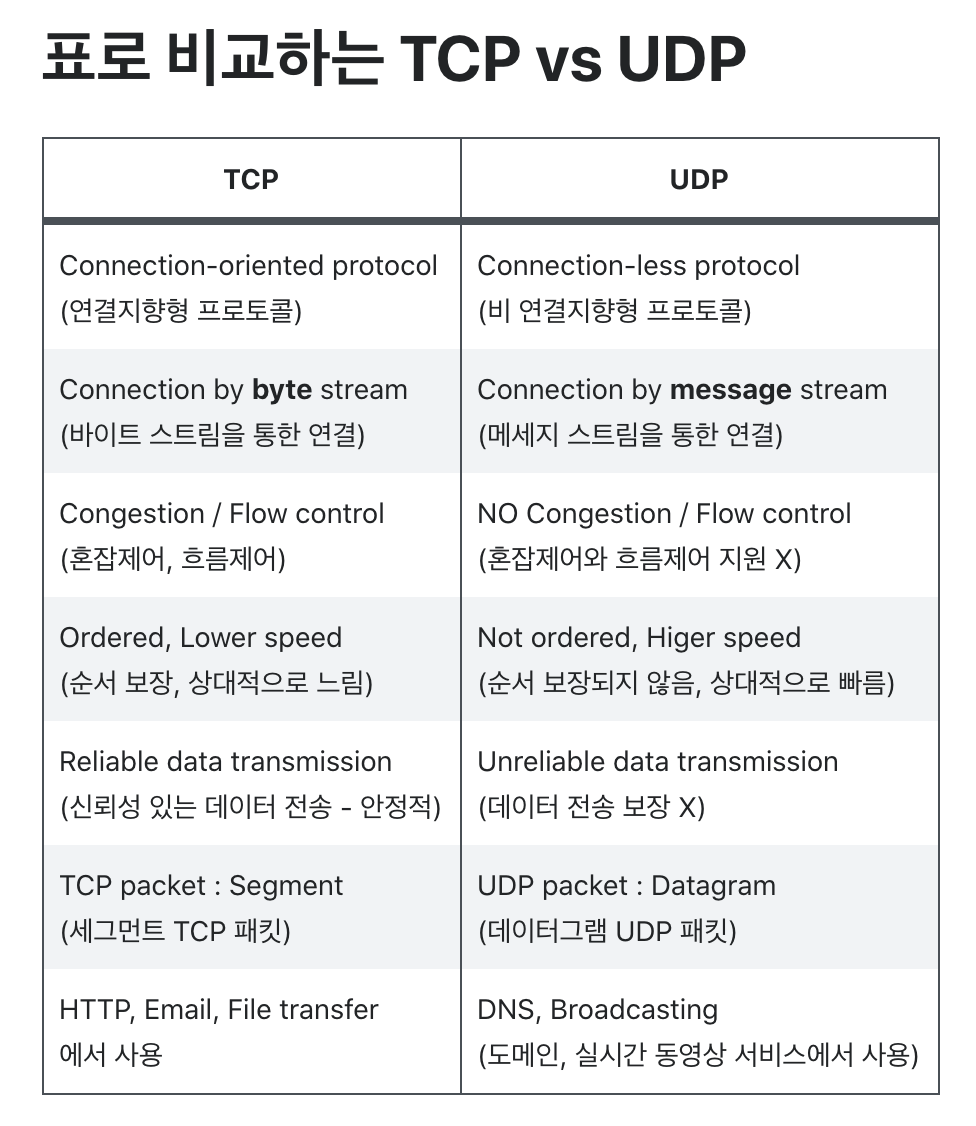 표로 비교하는 TCP vs UDP
TCP
UDP
Connection-oriented protocol
(연결지향형 프로토콜)
Connection-less protocol
(비 연결지향형 프로토콜)
Connection by byte stream
(바이트 스트림을 통한 연결)
Connection by message stream
(메세지 스트림을 통한 연결)
Congestion / Flow control
(혼잡제어, 흐름제어)
NO Congestion / Flow control
(혼잡제어와 흐름제어 지원 X)
Ordered, Lower speed
(순서 보장, 상대적으로 느림)
Not ordered, Higer speed
(순서 보장되지 않음, 상대적으로 빠름)
Reliable data transmission
(신뢰성 있는 데이터 전송 - 안정적)
Unreliable data transmission
(데이터 전송 보장 X)
TCP packet : Segment
(세그먼트 TCP 패킷)
UDP packet : Datagram
(데이터그램 UDP 패킷)
HTTP, Email, File transfer
에서 사용
DNS, Broadcasting
(도메인, 실시간 동영상 서비스에서 사용)